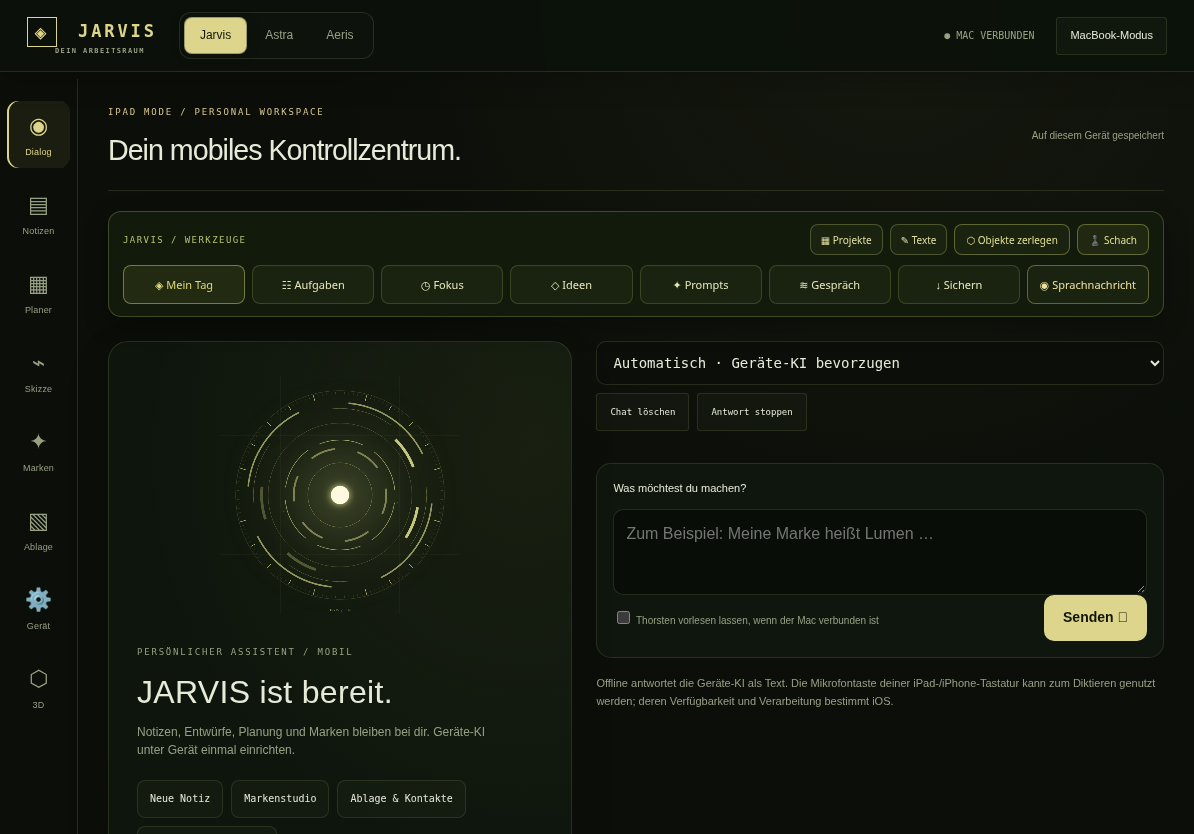 JARVIS
DEIN ARBEITSRAUM
Jarvis
Astra
Aeris
MAC VERBUNDEN
MacBook-Modus
Dialog
Notizen
Planer
Skizze
Marken
Ablage
Gerät
3D
IPAD MODE / PERSONAL WORKSPACE
Dein mobiles Kontrollzentrum.
Auf diesem Gerät gespeichert
JARVIS / WERKZEUGE
Projekte
Texte
Objekte zerlegen
Schach
Mein Tag
Aufgaben
Fokus
Ideen
Prompts
Gespräch
Sichern
Sprachnachricht
PERSÖNLICHER ASSISTENT / MOBIL
JARVIS ist bereit.
Notizen, Entwürfe, Planung und Marken bleiben bei dir. Geräte-KI
unter Gerät einmal einrichten.
Neue Notiz
Markenstudio
Ablage & Kontakte
Automatisch · Geräte-KI bevorzugen
Chat löschen
Antwort stoppen
Was möchtest du machen?
Zum Beispiel: Meine Marke heißt Lumen …
Thorsten vorlesen lassen, wenn der Mac verbunden ist
Senden
Offline antwortet die Geräte-KI als Text. Die Mikrofontaste deiner iPad-/iPhone-Tastatur kann zum Diktieren genutzt
werden; deren Verfügbarkeit und Verarbeitung bestimmt iOS.